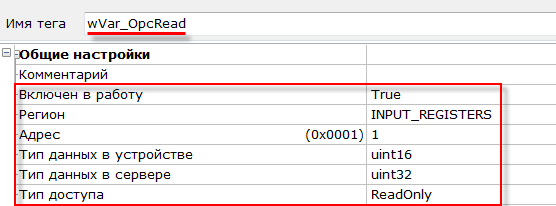 Имя тега wVar_OpcRead
Общие настройки
Комментарий
Включен в работу True
Регион INPUT_REGISTERS
Адрес (0x0001) 1
Тип данных в устройстве uint16
Тип данных в сервере uint32
Тип доступа ReadOnly